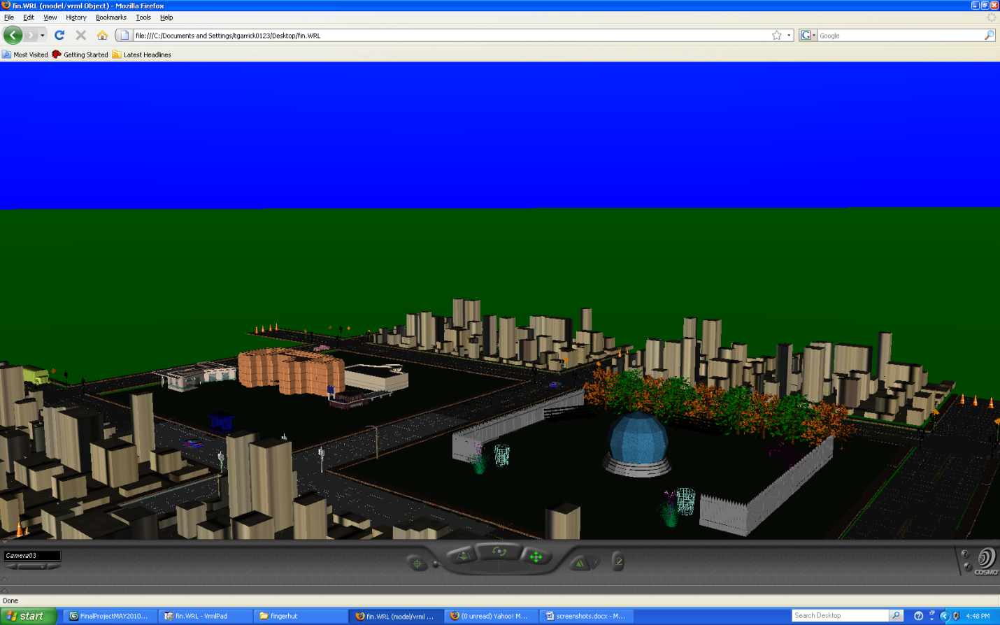 fin.WRL (model/vrml Object) - Mozilla Firefox
File Edit View History Bookmarks Tools Help
file:///C:/Documents and Settings/tgarrick0123/Desktop/fin.WRL
G Google
Most Visited Getting Started Latest Headlines
Camera03
?
COSMO
Done
start FinalProjectMAY2010... fin.WRL - VrmlPad fingerhut fin.WRL (model/vrml ... (0 unread) Yahoo! M... screenshots.docx - M... Search Desktop ? 4:48 PM